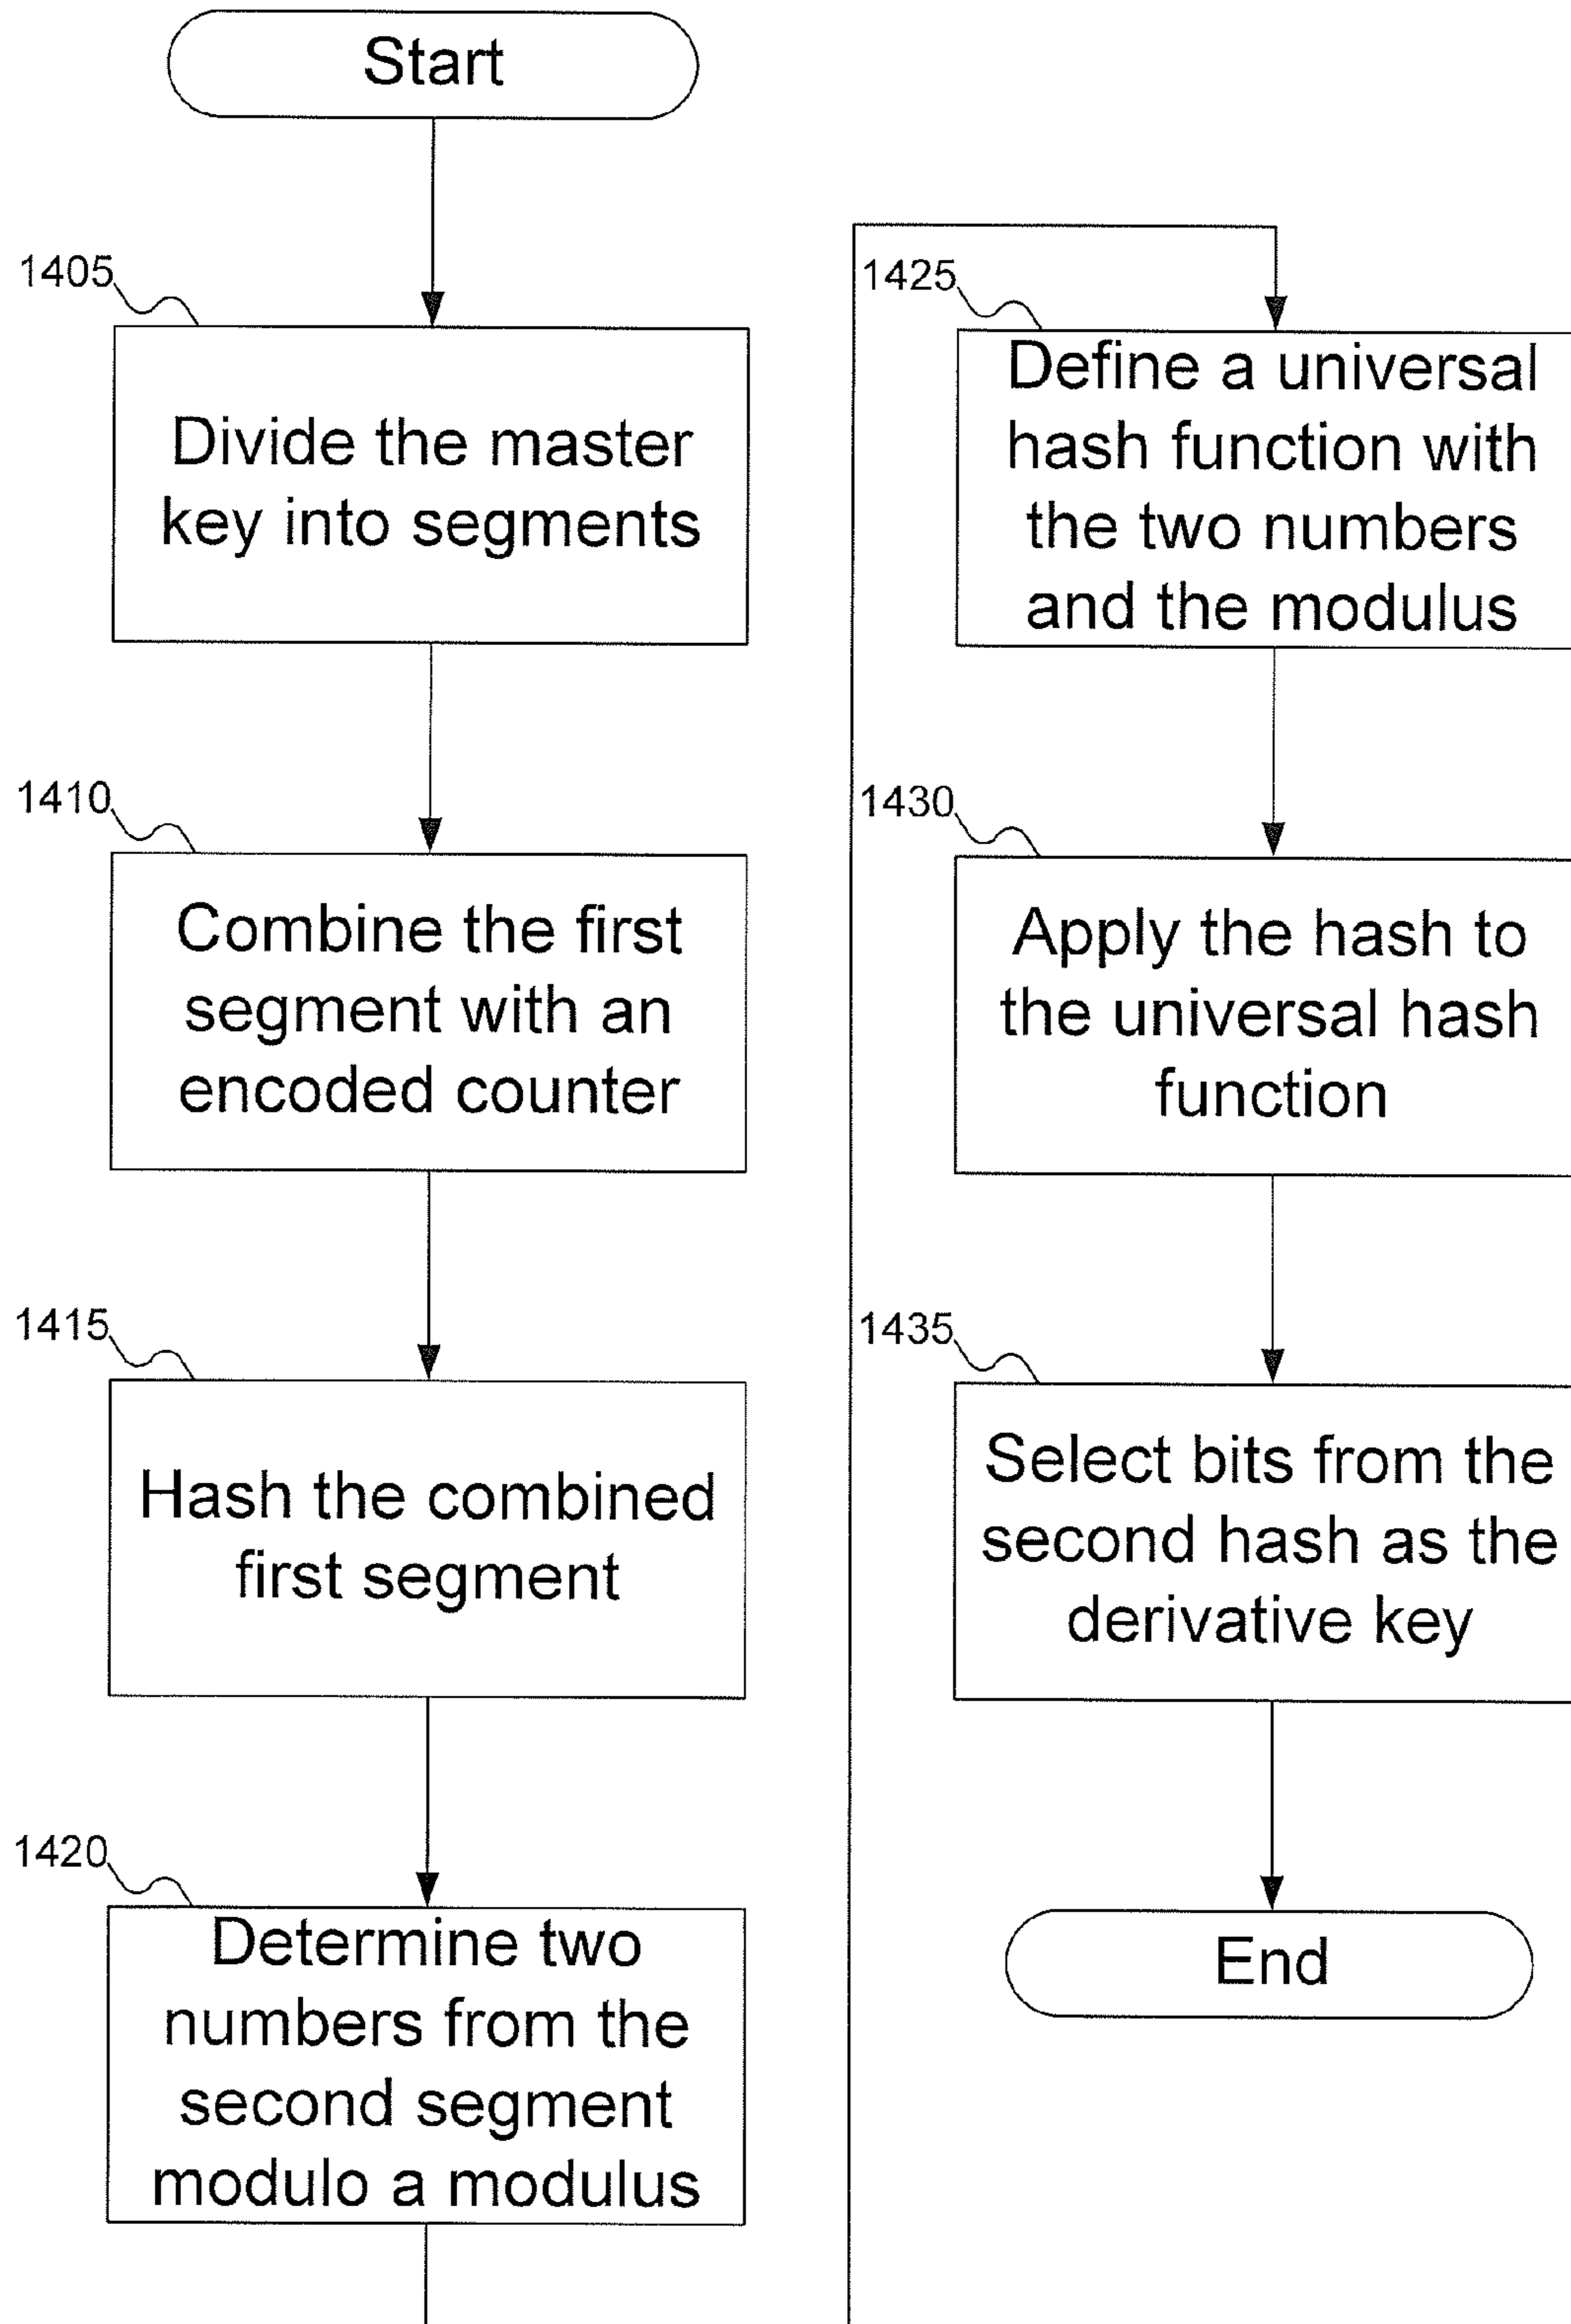 Start
1405
Divide the master
key into segments
1410
Combine the first
segment with an
encoded counter
1415
Hash the combined
first segment
1420
Determine two
numbers from the
second segment
modulo a modulus
1425
Define a universal
hash function with
the two numbers
and the modulus
1430
Apply the hash to
the universal hash
function
1435
Select bits from the
second hash as the
derivative key
End